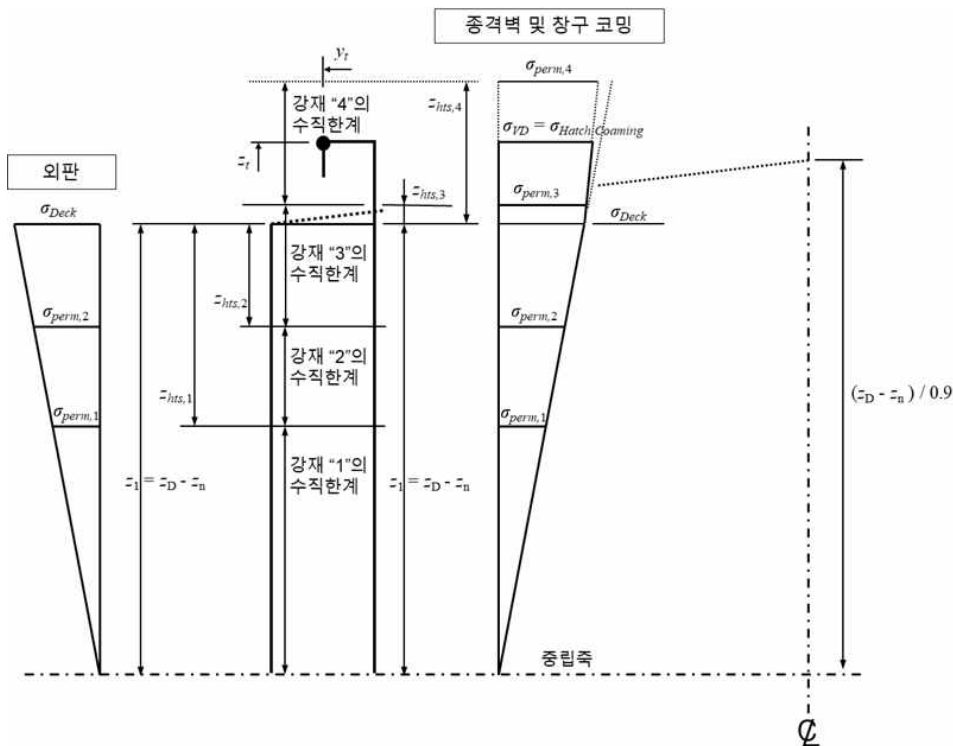 종격벽 및 창구 코밍
y_t
σ_perm,4
강재 “4”의
수직한계
z_hts,4
σ_VD = σ_Hatch Coaming
z_t
외판
z_hts,3
σ_perm,3
σ_Deck
σ_Deck
강재 “3”의
수직한계
z_hts,2
σ_perm,2
σ_perm,2
강재 “2”의
수직한계
z_hts,1
(z_D - z_n) / 0.9
σ_perm,1
σ_perm,1
강재 “1”의
수직한계
z_1 = z_D - z_n
z_1 = z_D - z_n
중립축
℄